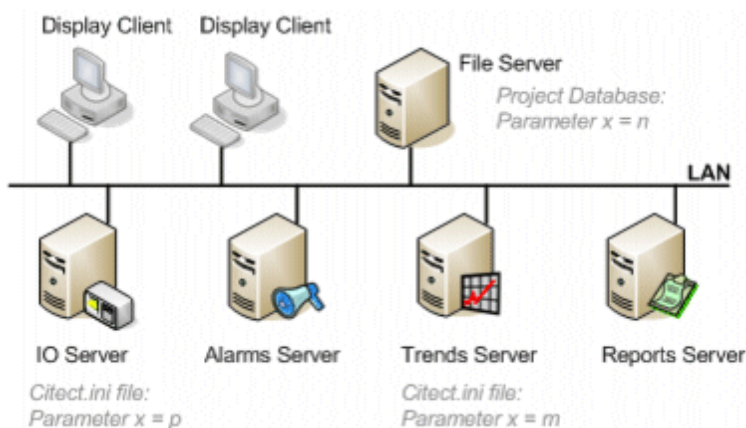 Display Client
Display Client
File Server
Project Database:
Parameter x = n
LAN
IO Server
Alarms Server
Trends Server
Reports Server
Citect.ini file:
Parameter x = p
Citect.ini file:
Parameter x = m